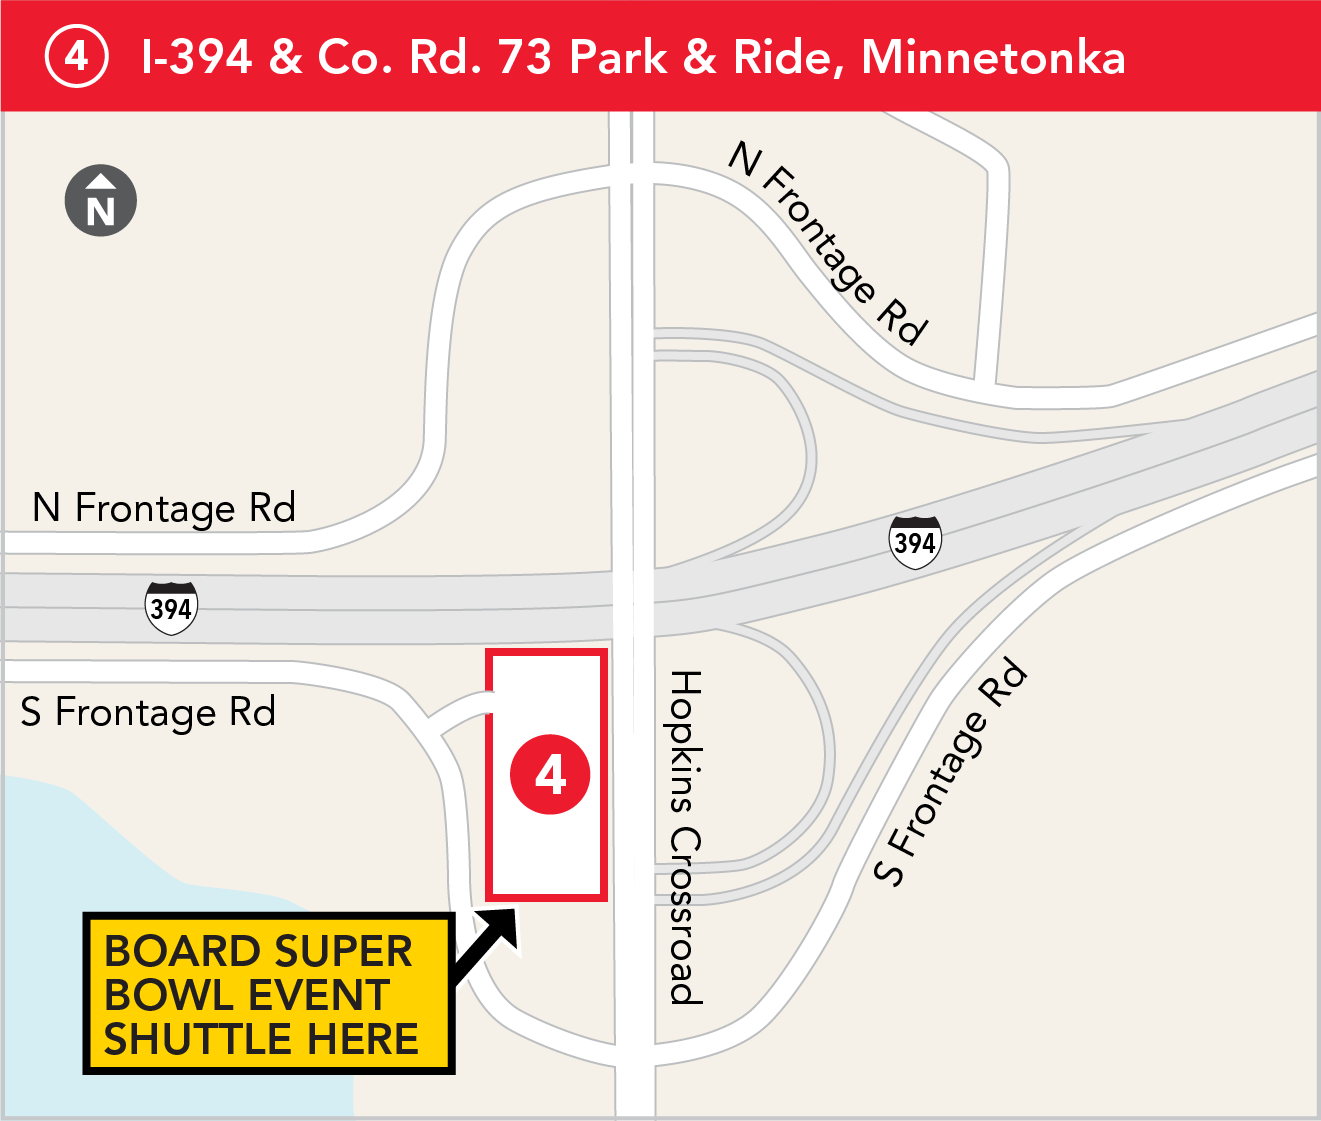 4 I-394 & Co. Rd. 73 Park & Ride, Minnetonka
N
N Frontage Rd
N Frontage Rd
394
394
S Frontage Rd
Hopkins Crossroad
S Frontage Rd
4
BOARD SUPER
BOWL EVENT
SHUTTLE HERE